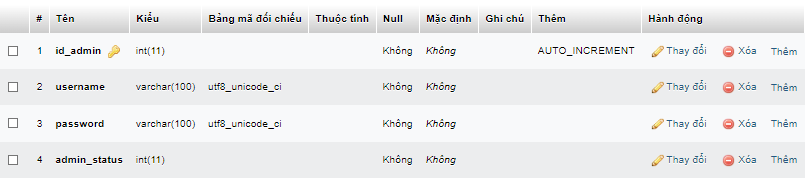 # Tên Kiểu Bảng mã đối chiếu Thuộc tính Null Mặc định Ghi chú Thêm Hành động
1 id_admin int(11) Không Không AUTO_INCREMENT Thay đổi Xóa Thêm
2 username varchar(100) utf8_unicode_ci Không Không Thay đổi Xóa Thêm
3 password varchar(100) utf8_unicode_ci Không Không Thay đổi Xóa Thêm
4 admin_status int(11) Không Không Thay đổi Xóa Thêm